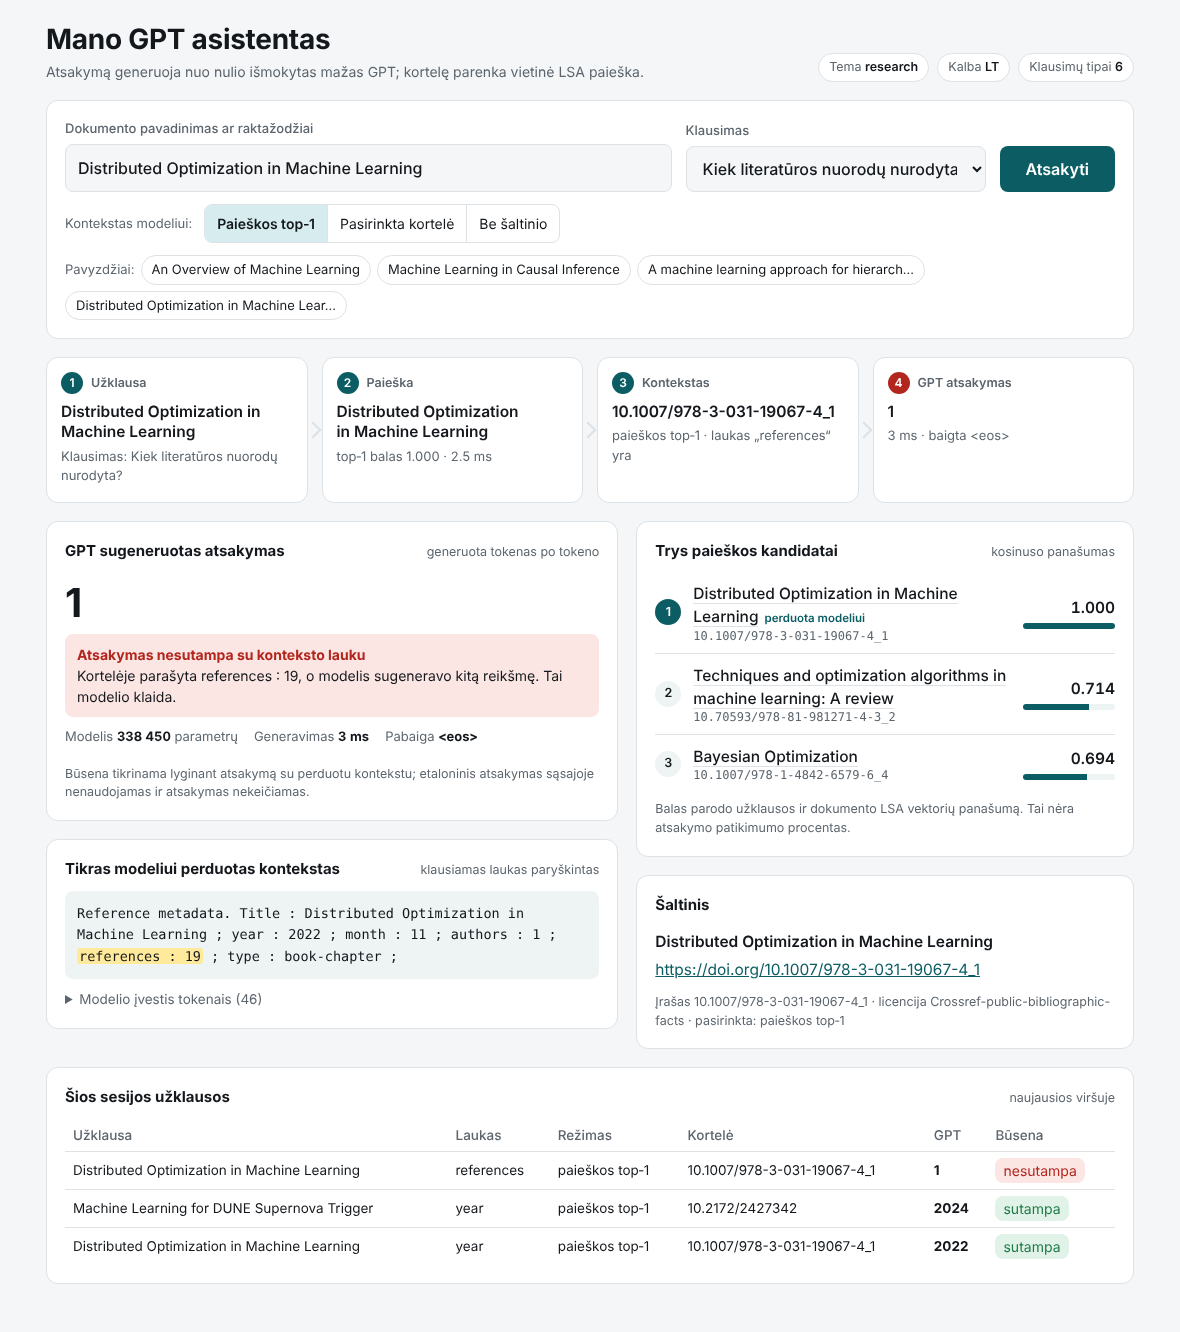 Mano GPT asistentas
Atsakymą generuoja nuo nulio išmokytas mažas GPT; kortelę parenka vietinė LSA paieška.
Tema research
Kalba LT
Klausimų tipai 6
Dokumento pavadinimas ar raktažodžiai
Distributed Optimization in Machine Learning
Klausimas
Kiek literatūros nuorodų nurodyta
Atsakyti
Kontekstas modeliui:
Paieškos top-1
Pasirinkta kortelė
Be šaltinio
Pavyzdžiai:
An Overview of Machine Learning
Machine Learning in Causal Inference
A machine learning approach for hierarch...
Distributed Optimization in Machine Lear...
1 Užklausa
Distributed Optimization in
Machine Learning
Klausimas: Kiek literatūros nuorodų
nurodyta?
2 Paieška
Distributed Optimization
in Machine Learning
top-1 balas 1.000 · 2.5 ms
3 Kontekstas
10.1007/978-3-031-19067-4_1
paieškos top-1 · laukas „references“
yra
4 GPT atsakymas
1
3 ms · baigta <eos>
GPT sugeneruotas atsakymas
generuota tokenas po tokeno
1
Atsakymas nesutampa su konteksto lauku
Kortelėje parašyta references : 19, o modelis sugeneravo kitą reikšmę. Tai
modelio klaida.
Modelis 338 450 parametrų
Generavimas 3 ms
Pabaiga <eos>
Būsena tikrinama lyginant atsakymą su perduotu kontekstu; etaloninis atsakymas sąsajoje
nenaudojamas ir atsakymas nekeičiamas.
Trys paieškos kandidatai
kosinuso panašumas
1
Distributed Optimization in Machine
Learning perduota modeliui
10.1007/978-3-031-19067-4_1
1.000
2
Techniques and optimization algorithms in
machine learning: A review
10.70593/978-81-981271-4-3_2
0.714
3
Bayesian Optimization
10.1007/978-1-4842-6579-6_4
0.694
Balas parodo užklausos ir dokumento LSA vektorių panašumą. Tai nėra
atsakymo patikimumo procentas.
Tikras modeliui perduotas kontekstas
klausiamas laukas paryškintas
Reference metadata. Title : Distributed Optimization in
Machine Learning ; year : 2022 ; month : 11 ; authors : 1 ;
references : 19 ; type : book-chapter ;
Modelio įvestis tokenais (46)
Šaltinis
Distributed Optimization in Machine Learning
https://doi.org/10.1007/978-3-031-19067-4_1
Įrašas 10.1007/978-3-031-19067-4_1 · licencija Crossref-public-bibliographic-
facts · pasirinkta: paieškos top-1
Šios sesijos užklausos
naujausios viršuje
Užklausa Laukas Režimas Kortelė GPT Būsena
Distributed Optimization in Machine Learning references paieškos top-1 10.1007/978-3-031-19067-4_1 1 nesutampa
Machine Learning for DUNE Supernova Trigger year paieškos top-1 10.2172/2427342 2024 sutampa
Distributed Optimization in Machine Learning year paieškos top-1 10.1007/978-3-031-19067-4_1 2022 sutampa